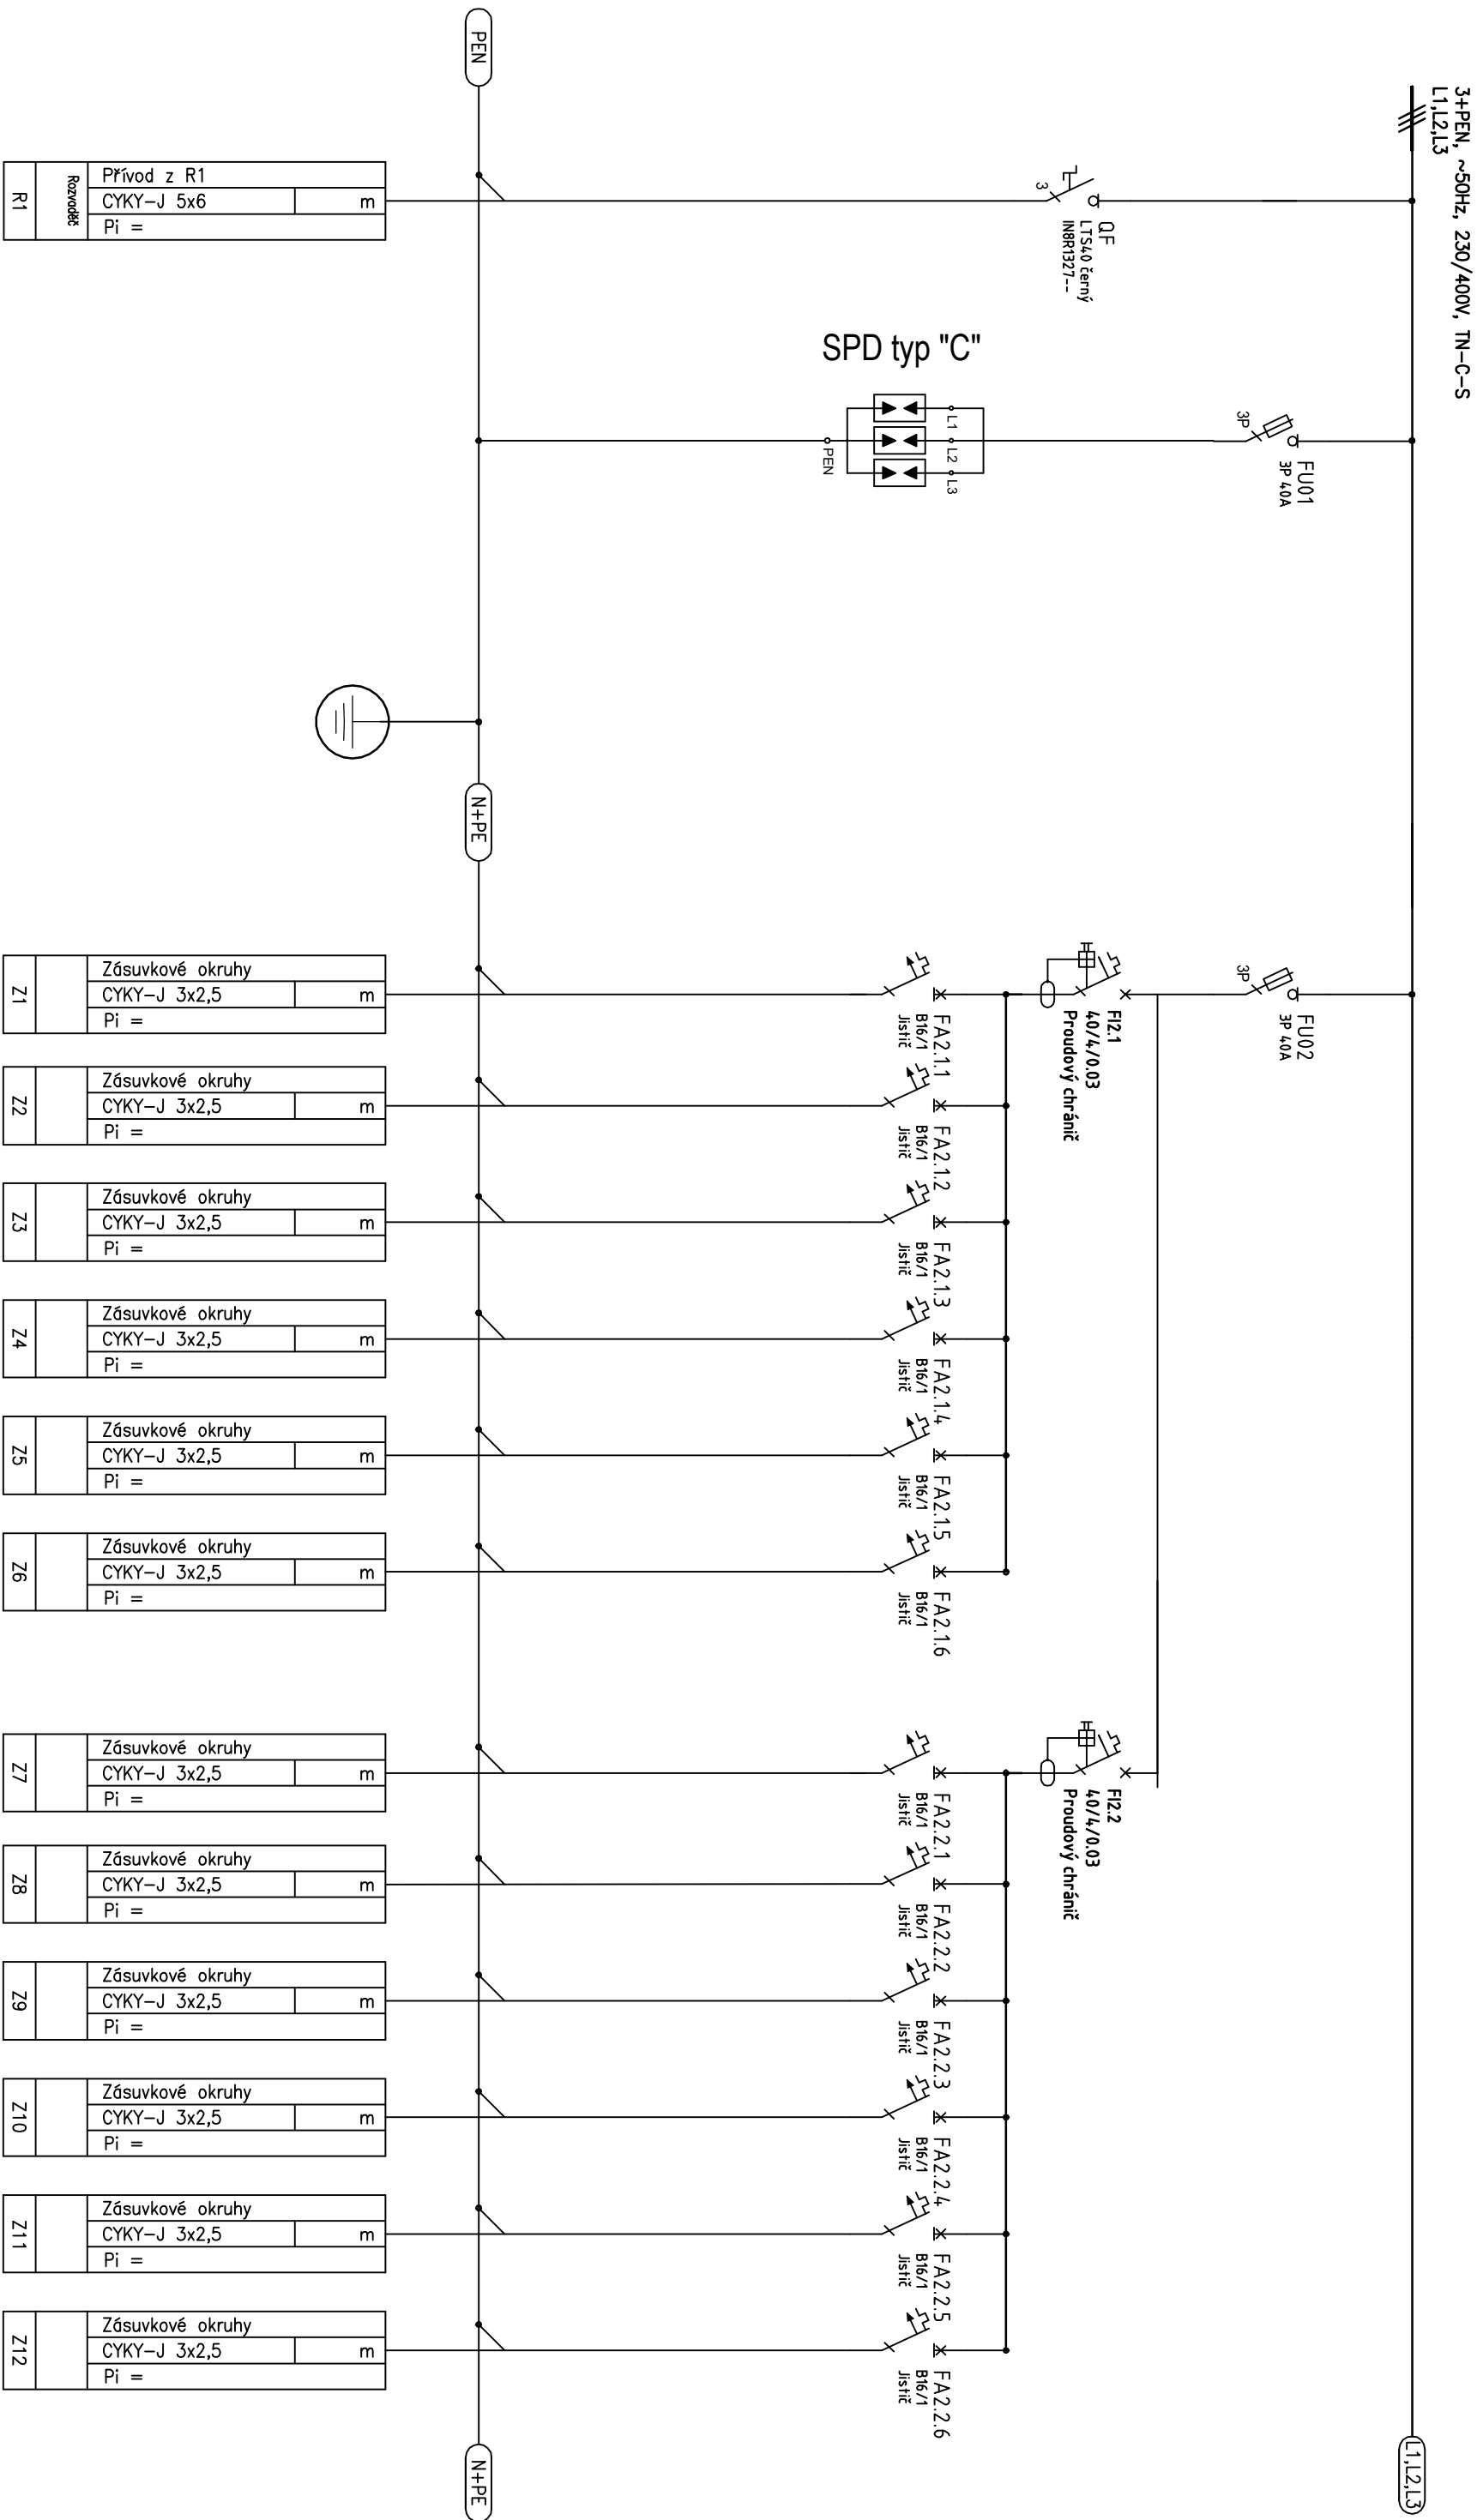 3+PEN, ~50Hz, 230/400V, TN-C-S
L1,L2,L3
L1,L2,L3
QF
LTS40 černý
IN8R1327--
3
FU01
3P 40A
3P
SPD typ "C"
L1
L2
L3
PEN
FU02
3P 40A
3P
FI2.1
40/4/0.03
Proudový chránič
FI2.2
40/4/0.03
Proudový chránič
FA2.1.1
B16/1
Jistič
FA2.1.2
B16/1
Jistič
FA2.1.3
B16/1
Jistič
FA2.1.4
B16/1
Jistič
FA2.1.5
B16/1
Jistič
FA2.1.6
B16/1
Jistič
FA2.2.1
B16/1
Jistič
FA2.2.2
B16/1
Jistič
FA2.2.3
B16/1
Jistič
FA2.2.4
B16/1
Jistič
FA2.2.5
B16/1
Jistič
FA2.2.6
B16/1
Jistič
PEN
N+PE
N+PE
Přívod z R1
CYKY-J 5x6 m
Pi =
Rozvaděč
R1
Zásuvkové okruhy
CYKY-J 3x2,5 m
Pi =
Z1
Zásuvkové okruhy
CYKY-J 3x2,5 m
Pi =
Z2
Zásuvkové okruhy
CYKY-J 3x2,5 m
Pi =
Z3
Zásuvkové okruhy
CYKY-J 3x2,5 m
Pi =
Z4
Zásuvkové okruhy
CYKY-J 3x2,5 m
Pi =
Z5
Zásuvkové okruhy
CYKY-J 3x2,5 m
Pi =
Z6
Zásuvkové okruhy
CYKY-J 3x2,5 m
Pi =
Z7
Zásuvkové okruhy
CYKY-J 3x2,5 m
Pi =
Z8
Zásuvkové okruhy
CYKY-J 3x2,5 m
Pi =
Z9
Zásuvkové okruhy
CYKY-J 3x2,5 m
Pi =
Z10
Zásuvkové okruhy
CYKY-J 3x2,5 m
Pi =
Z11
Zásuvkové okruhy
CYKY-J 3x2,5 m
Pi =
Z12